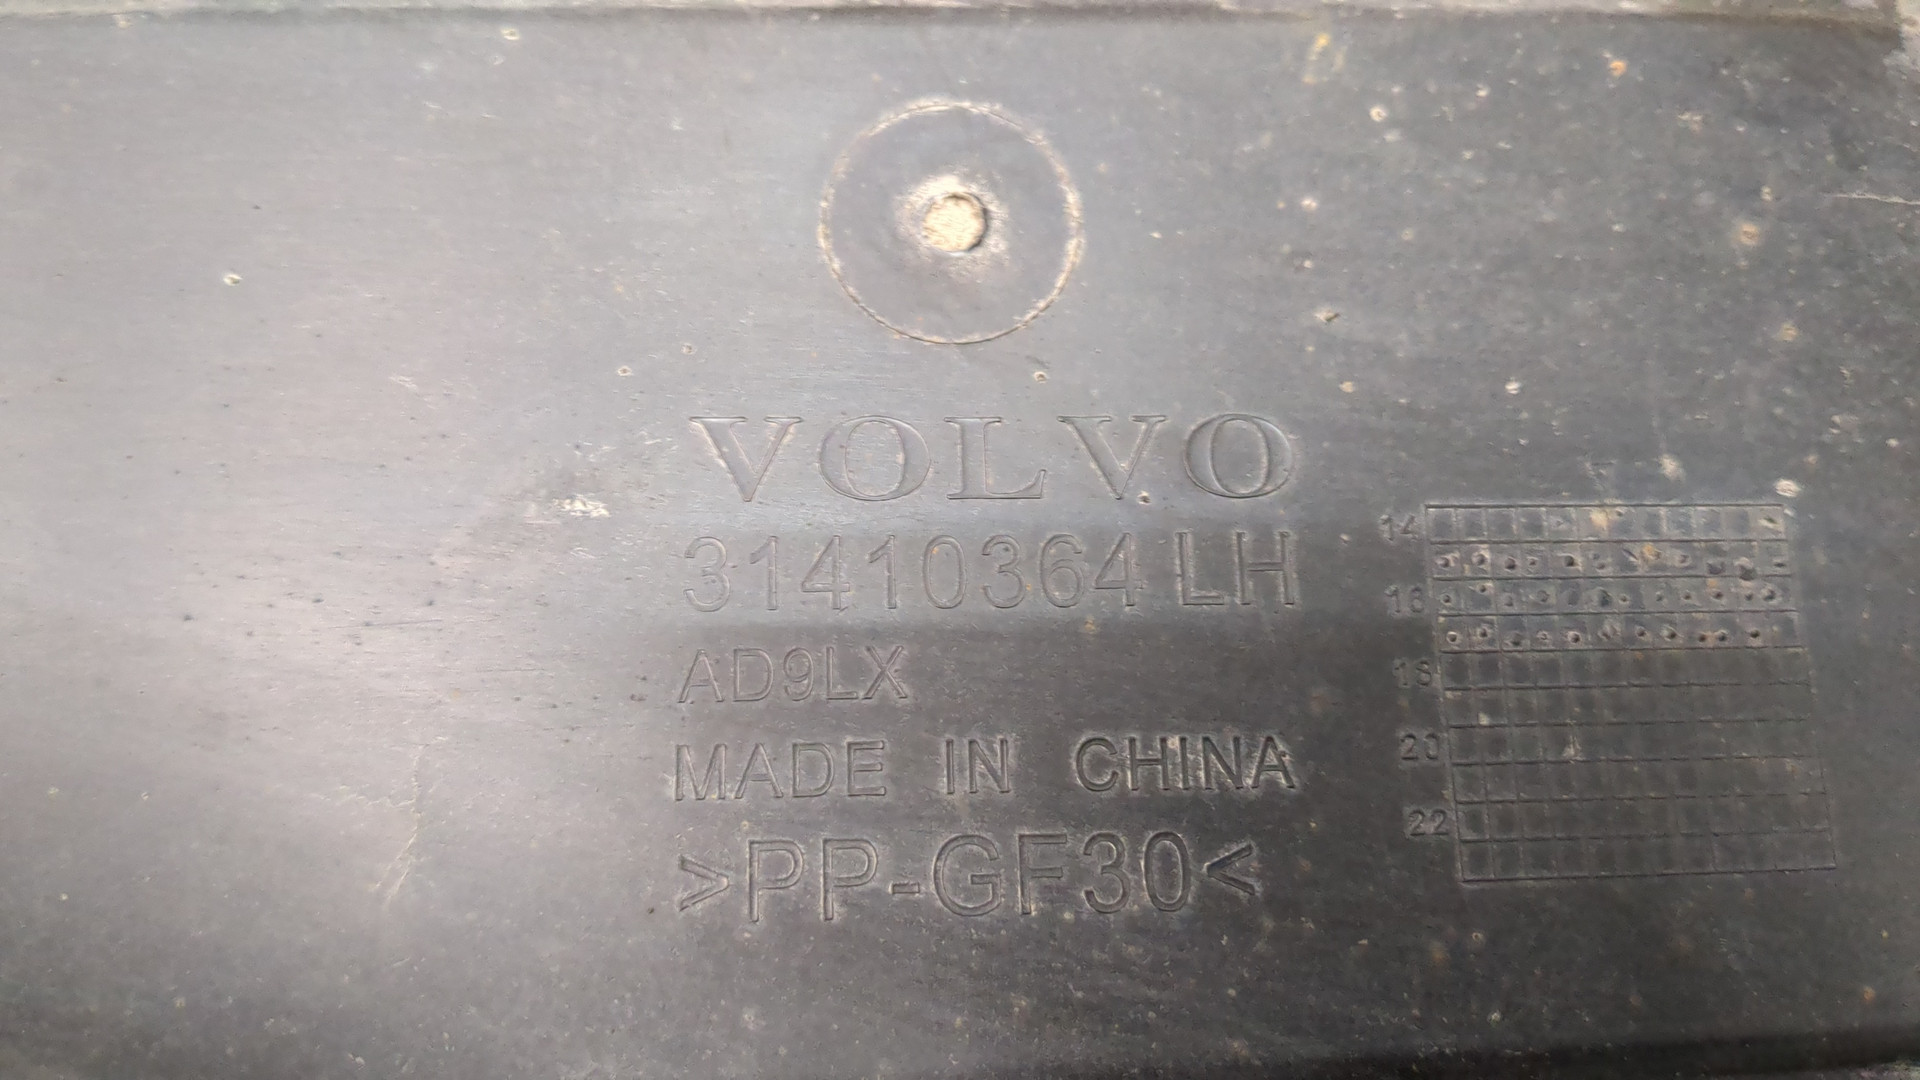 VOLVO
31410364 LH
AD9LX
MADE IN CHINA
>PP-GF30<
14
16
18
20
22